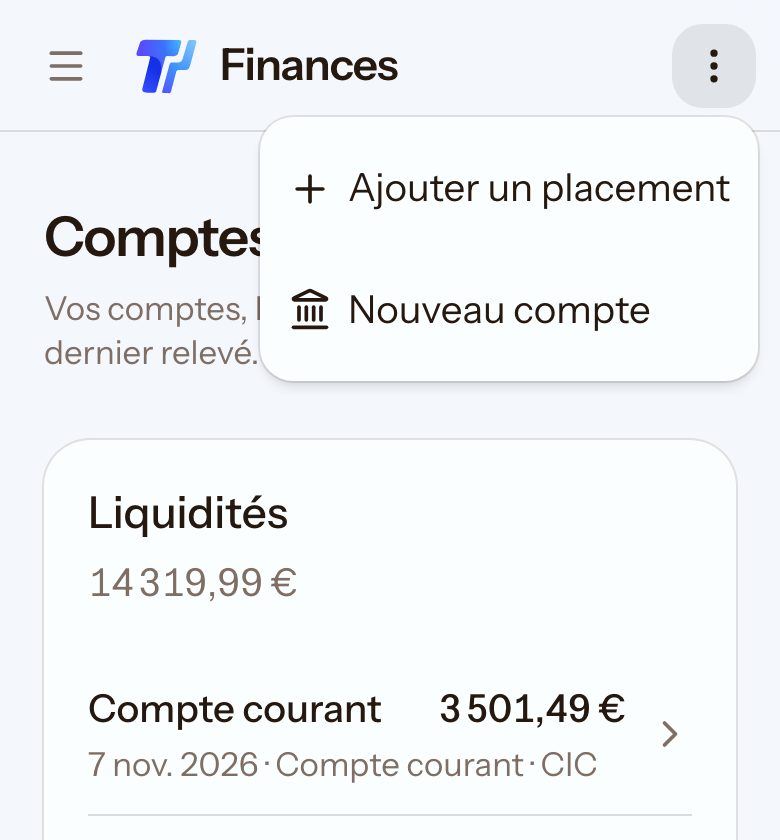 Finances
Ajouter un placement
Nouveau compte
Comptes
Vos comptes,
dernier relevé.
Liquidités
14 319,99 €
Compte courant 3 501,49 €
7 nov. 2026 · Compte courant · CIC